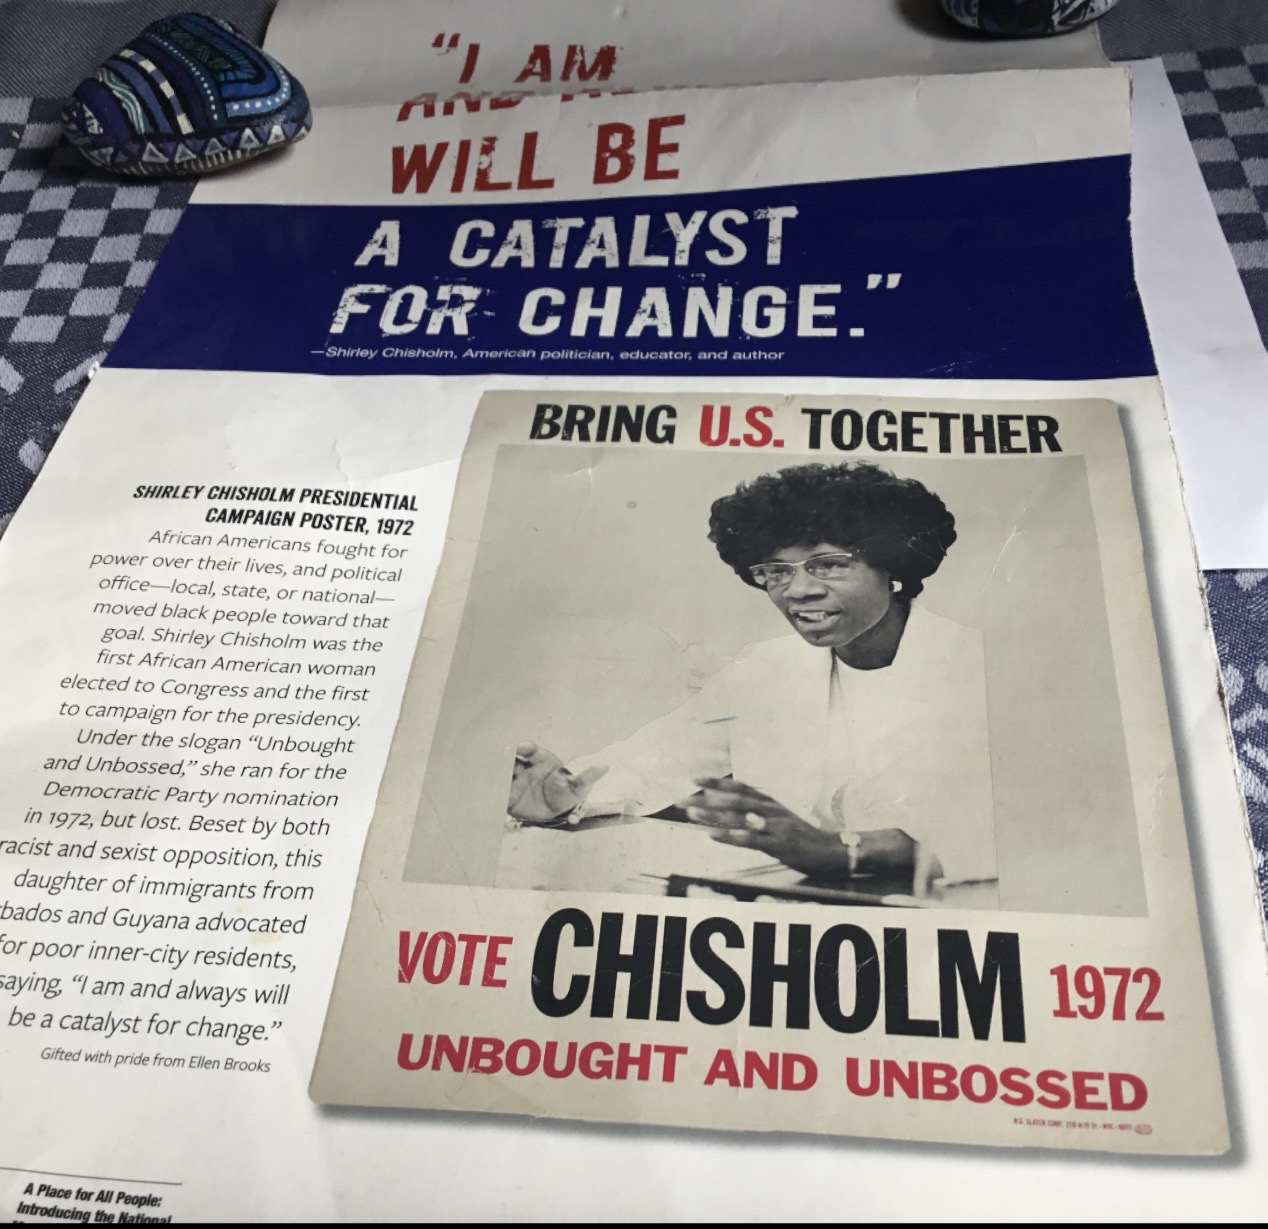 “I AM
AND
WILL BE
A CATALYST
FOR CHANGE.”
—Shirley Chisholm, American politician, educator, and author
SHIRLEY CHISHOLM PRESIDENTIAL
CAMPAIGN POSTER, 1972
African Americans fought for
power over their lives, and political
office—local, state, or national—
moved black people toward that
goal. Shirley Chisholm was the
first African American woman
elected to Congress and the first
to campaign for the presidency.
Under the slogan “Unbought
and Unbossed,” she ran for the
Democratic Party nomination
in 1972, but lost. Beset by both
racist and sexist opposition, this
daughter of immigrants from
bados and Guyana advocated
for poor inner-city residents,
saying, “I am and always will
be a catalyst for change.”
Gifted with pride from Ellen Brooks
BRING U.S. TOGETHER
VOTE CHISHOLM 1972
UNBOUGHT AND UNBOSSED
A Place for All People:
Introducing the National